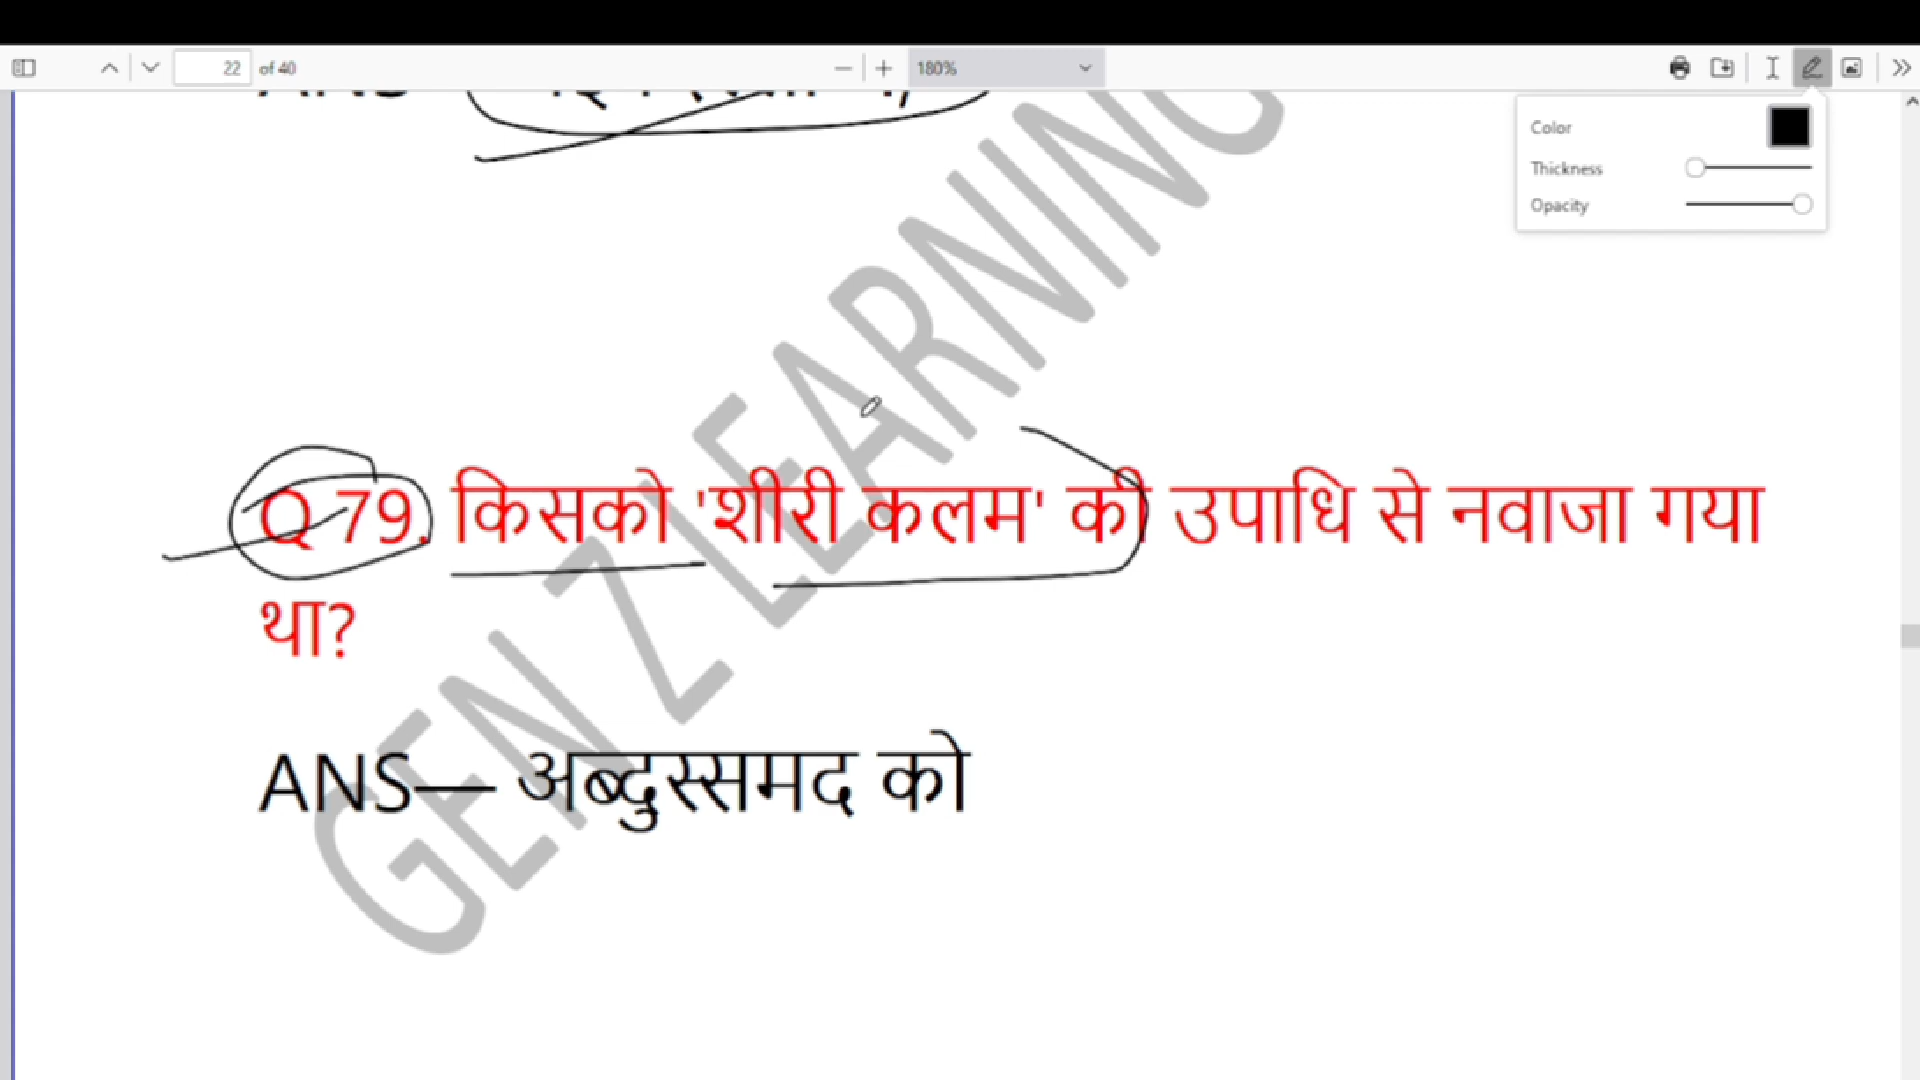 22 of 40
180%
Color
Thickness
Opacity
Q 79. किसको 'शीरी कलम' की उपाधि से नवाजा गया
था?
ANS— अब्दुस्समद को
GEN Z LEARNING